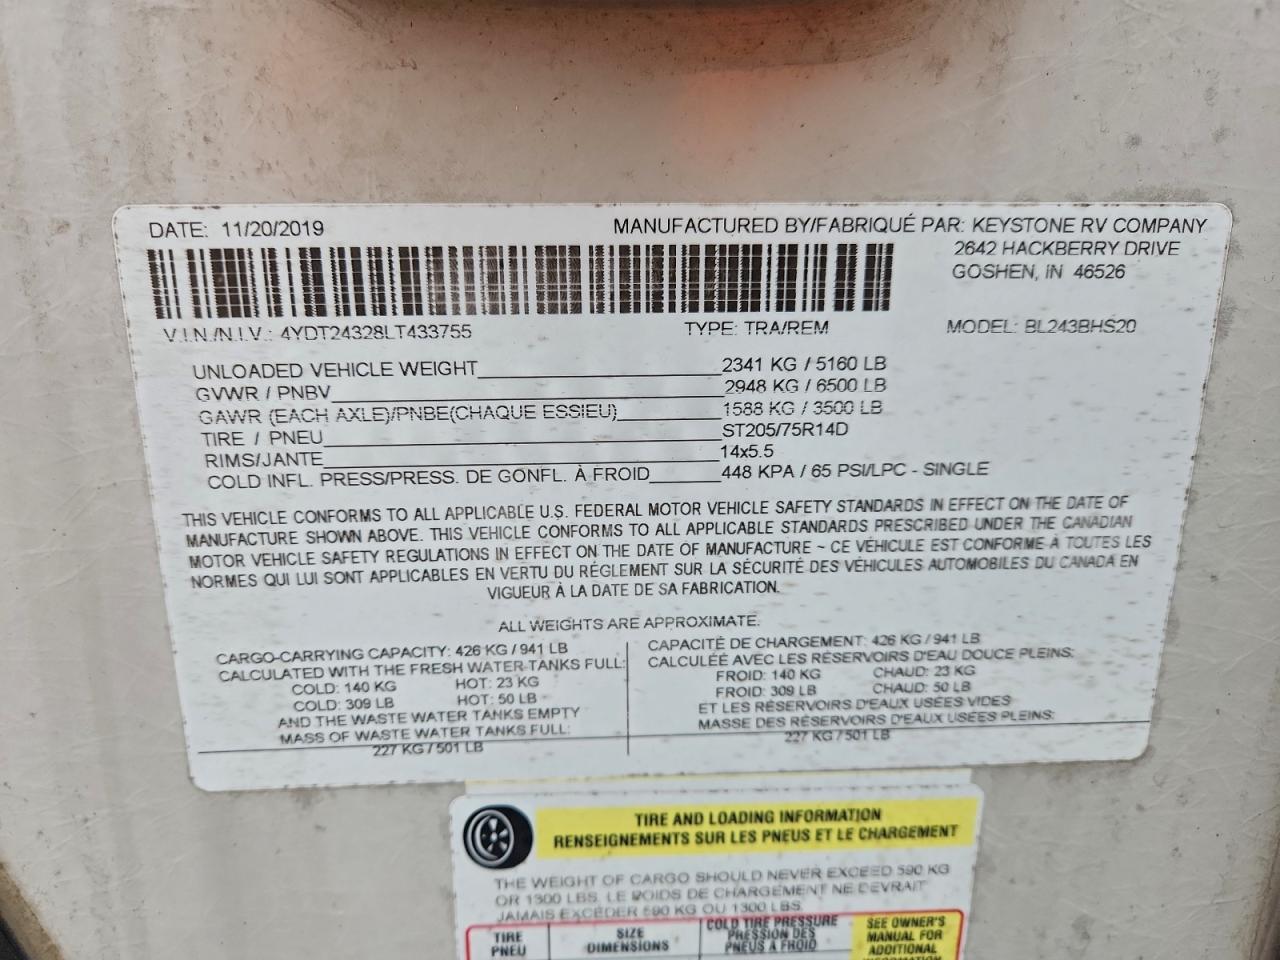 DATE: 11/20/2019 MANUFACTURED BY/FABRIQUÉ PAR: KEYSTONE RV COMPANY
2642 HACKBERRY DRIVE
GOSHEN, IN 46526
V.I.N./N.I.V.: 4YDT24328LT433755 TYPE: TRA/REM MODEL: BL243BHS20
UNLOADED VEHICLE WEIGHT 2341 KG / 5160 LB
GVWR / PNBV 2948 KG / 6500 LB
GAWR (EACH AXLE)/PNBE(CHAQUE ESSIEU) 1588 KG / 3500 LB
TIRE / PNEU ST205/75R14D
RIMS/JANTE 14x5.5
COLD INFL. PRESS/PRESS. DE GONFL. À FROID 448 KPA / 65 PSI/LPC - SINGLE
THIS VEHICLE CONFORMS TO ALL APPLICABLE U.S. FEDERAL MOTOR VEHICLE SAFETY STANDARDS IN EFFECT ON THE DATE OF
MANUFACTURE SHOWN ABOVE. THIS VEHICLE CONFORMS TO ALL APPLICABLE STANDARDS PRESCRIBED UNDER THE CANADIAN
MOTOR VEHICLE SAFETY REGULATIONS IN EFFECT ON THE DATE OF MANUFACTURE ~ CE VÉHICULE EST CONFORME À TOUTES LES
NORMES QUI LUI SONT APPLICABLES EN VERTU DU RÉGLEMENT SUR LA SÉCURITÉ DES VÉHICULES AUTOMOBILES DU CANADA EN
VIGUEUR À LA DATE DE SA FABRICATION.
ALL WEIGHTS ARE APPROXIMATE.
CARGO-CARRYING CAPACITY: 426 KG / 941 LB
CALCULATED WITH THE FRESH WATER TANKS FULL:
COLD: 140 KG HOT: 23 KG
COLD: 309 LB HOT: 50 LB
AND THE WASTE WATER TANKS EMPTY
MASS OF WASTE WATER TANKS FULL:
227 KG / 501 LB
CAPACITÉ DE CHARGEMENT: 426 KG / 941 LB
CALCULÉE AVEC LES RÉSERVOIRS D'EAU DOUCE PLEINS:
FROID: 140 KG CHAUD: 23 KG
FROID: 309 LB CHAUD: 50 LB
ET LES RÉSERVOIRS D'EAUX USÉES VIDES
MASSE DES RÉSERVOIRS D'EAUX USÉES PLEINS:
227 KG / 501 LB
TIRE AND LOADING INFORMATION
RENSEIGNEMENTS SUR LES PNEUS ET LE CHARGEMENT
THE WEIGHT OF CARGO SHOULD NEVER EXCEED 590 KG
OR 1300 LBS. LE POIDS DE CHARGEMENT NE DEVRAIT
JAMAIS EXCÉDER 590 KG OU 1300 LBS.
TIRE
PNEU
SIZE
DIMENSIONS
COLD TIRE PRESSURE
PRESSION DES
PNEUS À FROID
SEE OWNER'S
MANUAL FOR
ADDITIONAL
INFORMATION